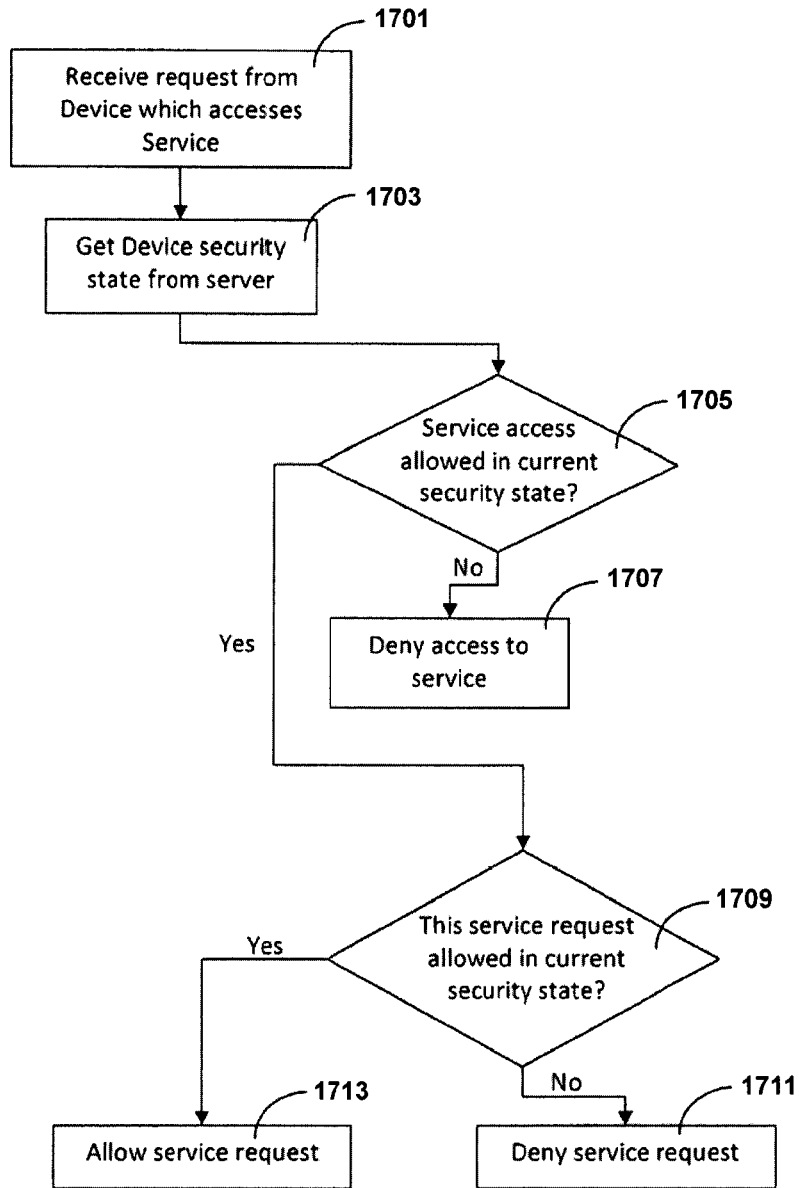 1701
Receive request from
Device which accesses
Service
1703
Get Device security
state from server
1705
Service access
allowed in current
security state?
No
1707
Yes
Deny access to
service
1709
This service request
allowed in current
security state?
Yes
No
1713
1711
Allow service request
Deny service request